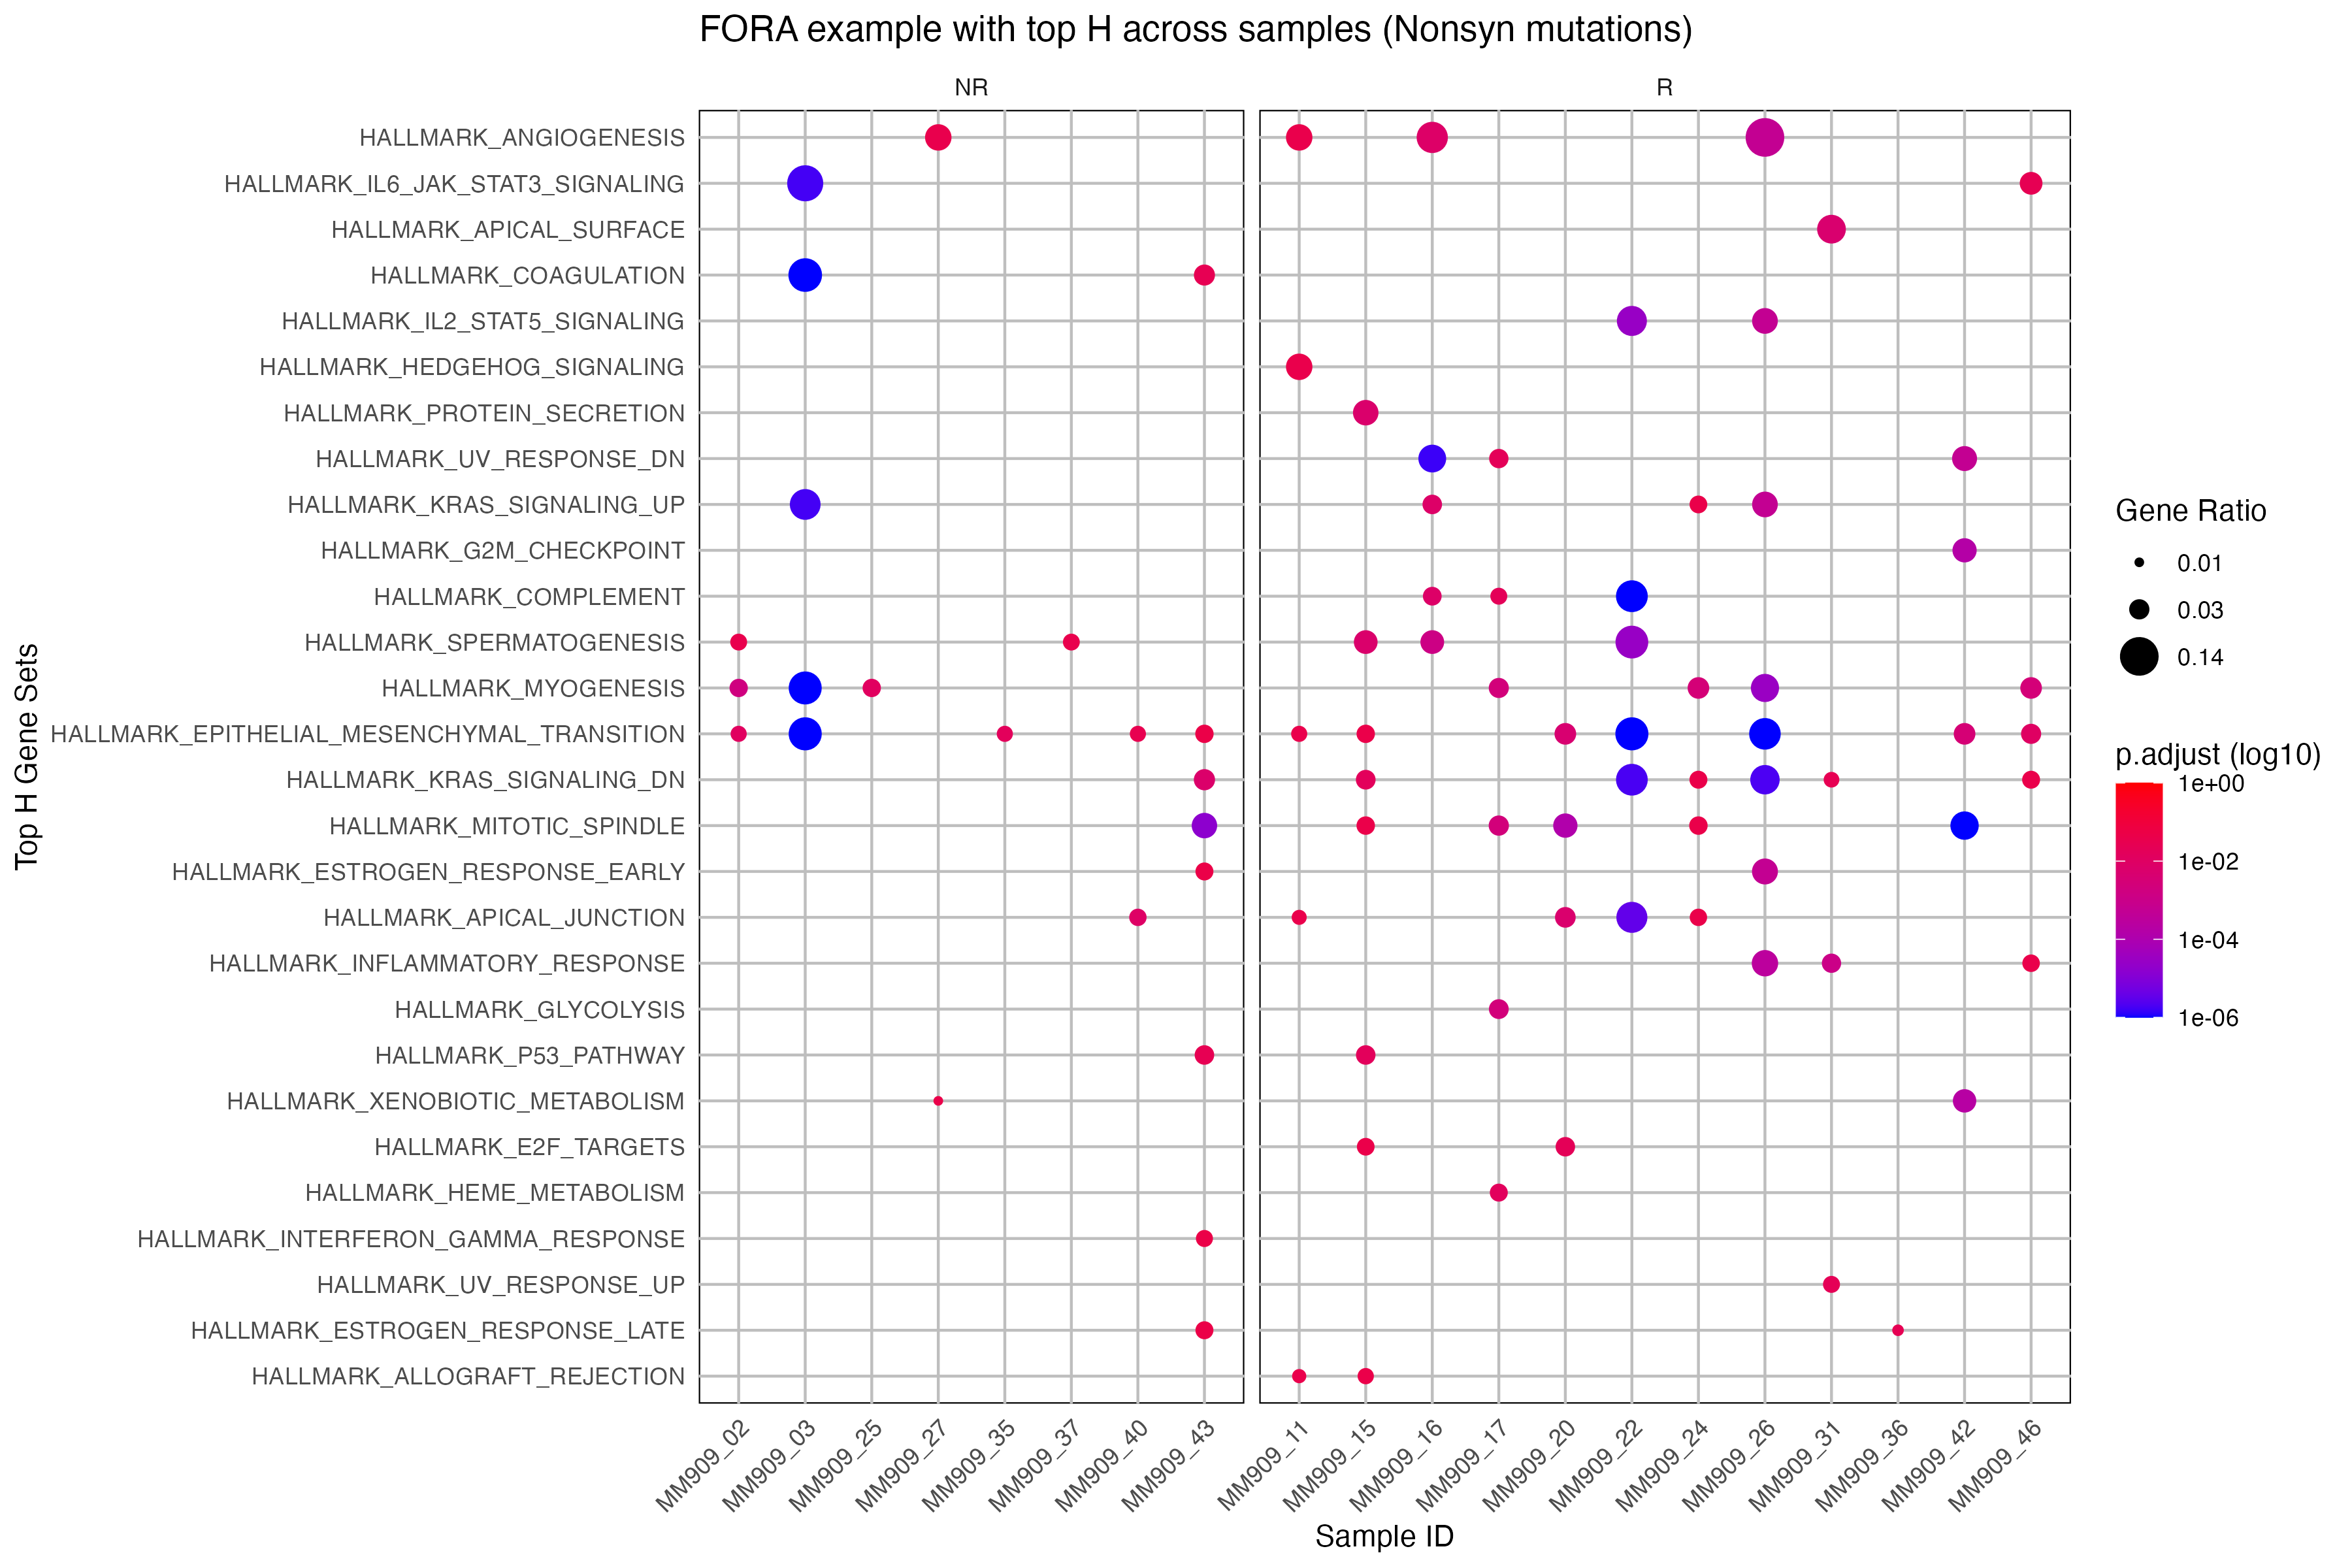 FORA example with top H across samples (Nonsyn mutations)
NR
R
Top H Gene Sets
HALLMARK_ANGIOGENESIS
HALLMARK_IL6_JAK_STAT3_SIGNALING
HALLMARK_APICAL_SURFACE
HALLMARK_COAGULATION
HALLMARK_IL2_STAT5_SIGNALING
HALLMARK_HEDGEHOG_SIGNALING
HALLMARK_PROTEIN_SECRETION
HALLMARK_UV_RESPONSE_DN
HALLMARK_KRAS_SIGNALING_UP
HALLMARK_G2M_CHECKPOINT
HALLMARK_COMPLEMENT
HALLMARK_SPERMATOGENESIS
HALLMARK_MYOGENESIS
HALLMARK_EPITHELIAL_MESENCHYMAL_TRANSITION
HALLMARK_KRAS_SIGNALING_DN
HALLMARK_MITOTIC_SPINDLE
HALLMARK_ESTROGEN_RESPONSE_EARLY
HALLMARK_APICAL_JUNCTION
HALLMARK_INFLAMMATORY_RESPONSE
HALLMARK_GLYCOLYSIS
HALLMARK_P53_PATHWAY
HALLMARK_XENOBIOTIC_METABOLISM
HALLMARK_E2F_TARGETS
HALLMARK_HEME_METABOLISM
HALLMARK_INTERFERON_GAMMA_RESPONSE
HALLMARK_UV_RESPONSE_UP
HALLMARK_ESTROGEN_RESPONSE_LATE
HALLMARK_ALLOGRAFT_REJECTION
MM909_02
MM909_03
MM909_25
MM909_27
MM909_35
MM909_37
MM909_40
MM909_43
MM909_11
MM909_15
MM909_16
MM909_17
MM909_20
MM909_22
MM909_24
MM909_26
MM909_31
MM909_36
MM909_42
MM909_46
Sample ID
Gene Ratio
0.01
0.03
0.14
p.adjust (log10)
1e+00
1e-02
1e-04
1e-06